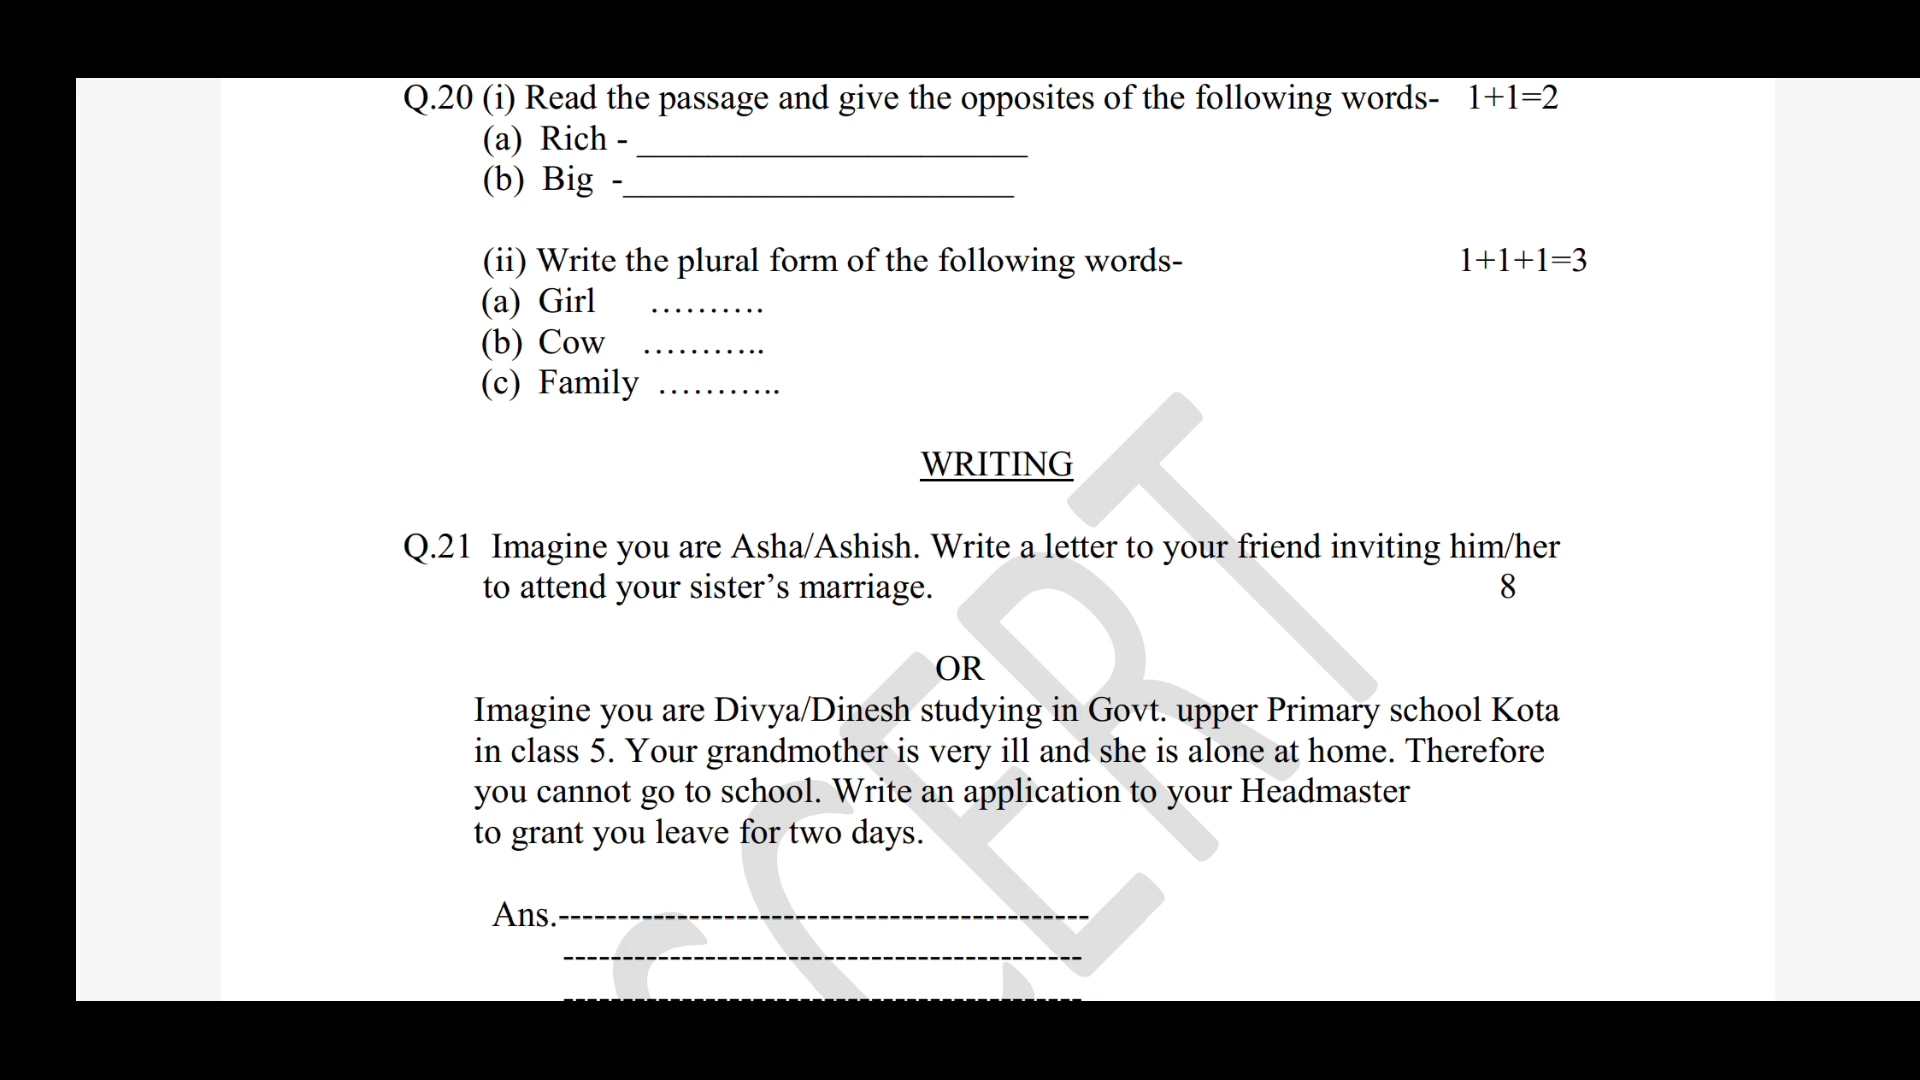 Q.20 (i) Read the passage and give the opposites of the following words- 1+1=2
(a) Rich - ______________________
(b) Big -______________________
(ii) Write the plural form of the following words- 1+1+1=3
(a) Girl ……….
(b) Cow ………..
(c) Family ………..
WRITING
Q.21 Imagine you are Asha/Ashish. Write a letter to your friend inviting him/her
to attend your sister’s marriage. 8
OR
Imagine you are Divya/Dinesh studying in Govt. upper Primary school Kota
in class 5. Your grandmother is very ill and she is alone at home. Therefore
you cannot go to school. Write an application to your Headmaster
to grant you leave for two days.
Ans.---------------------------------------------
--------------------------------------------
--------------------------------------------
CERT